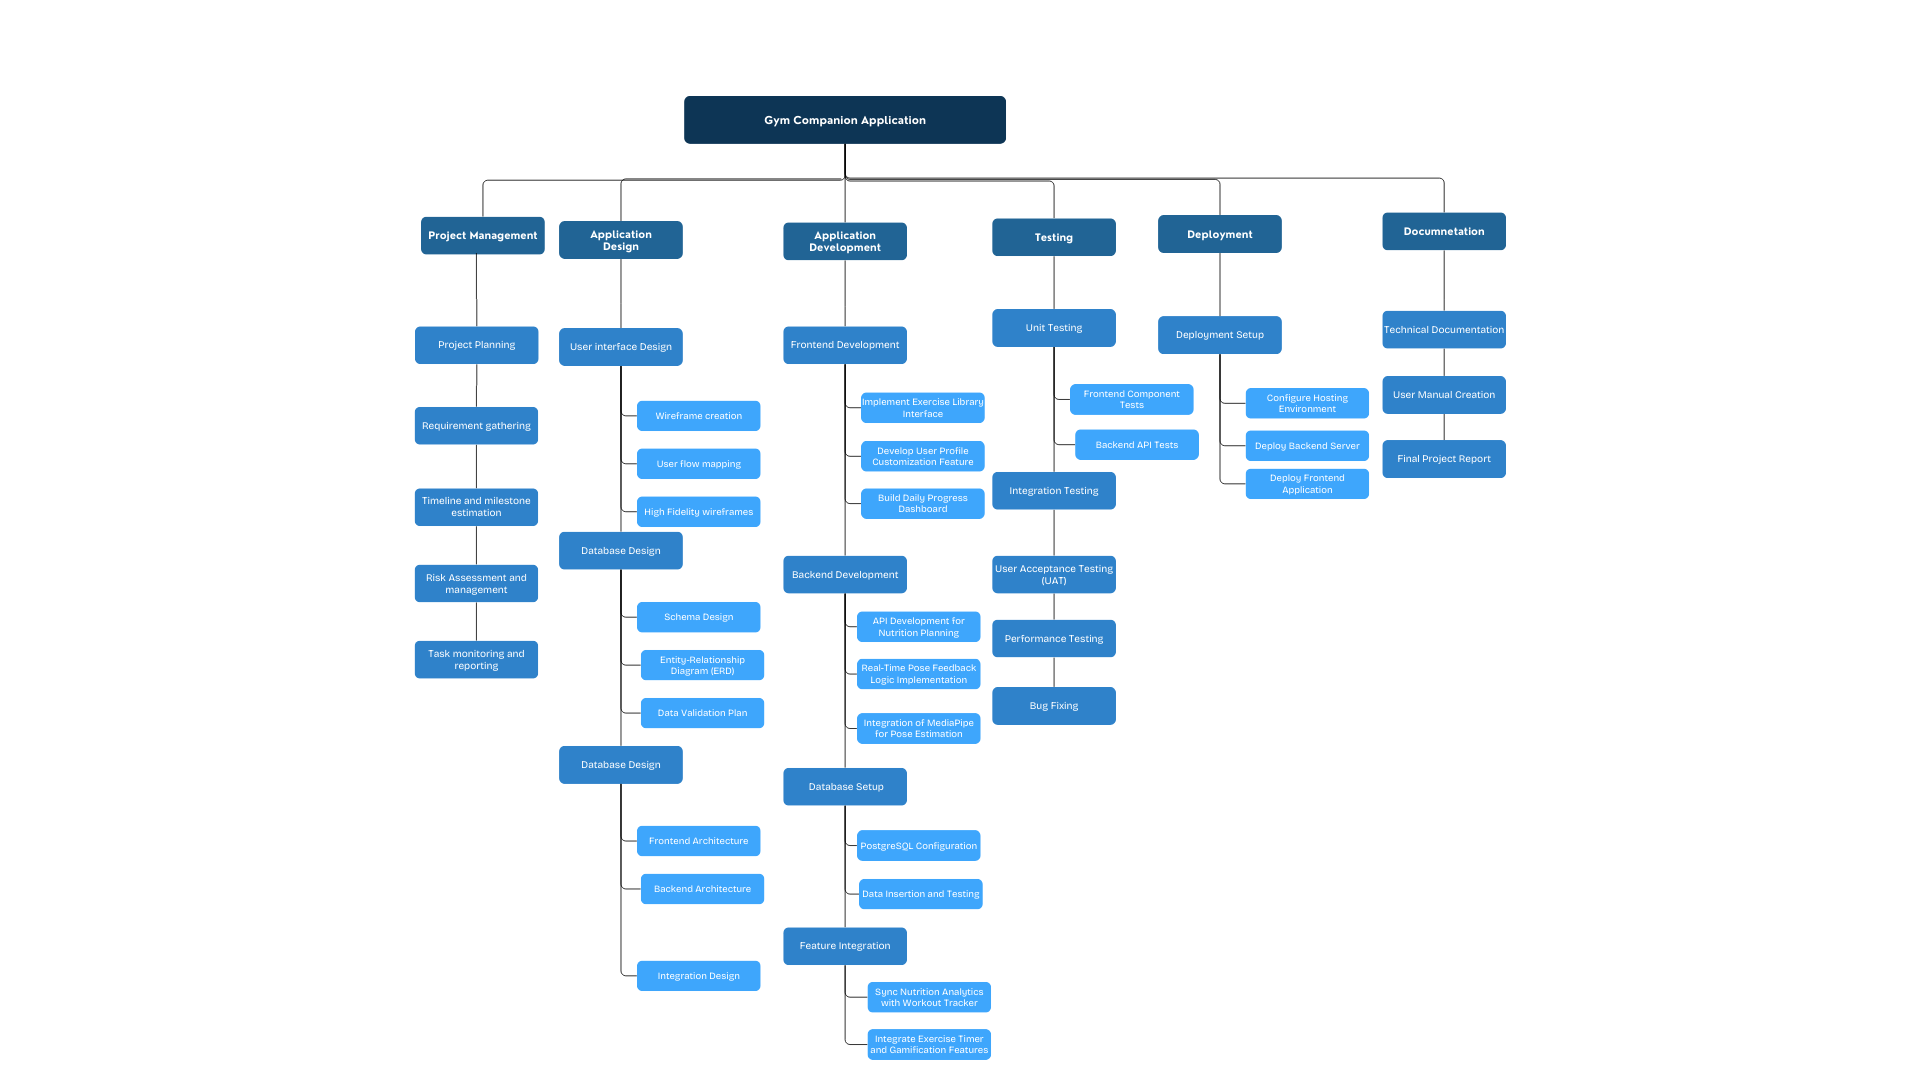 Gym Companion Application
Project Management
Project Planning
Requirement gathering
Timeline and milestone
estimation
Risk Assessment and
management
Task monitoring and
reporting
Application
Design
User interface Design
Wireframe creation
User flow mapping
High Fidelity wireframes
Database Design
Schema Design
Entity-Relationship
Diagram (ERD)
Data Validation Plan
Database Design
Frontend Architecture
Backend Architecture
Integration Design
Application
Development
Frontend Development
Implement Exercise Library
Interface
Develop User Profile
Customization Feature
Build Daily Progress
Dashboard
Backend Development
API Development for
Nutrition Planning
Real-Time Pose Feedback
Logic Implementation
Integration of MediaPipe
for Pose Estimation
Database Setup
PostgreSQL Configuration
Data Insertion and Testing
Feature Integration
Sync Nutrition Analytics
with Workout Tracker
Integrate Exercise Timer
and Gamification Features
Testing
Unit Testing
Frontend Component
Tests
Backend API Tests
Integration Testing
User Acceptance Testing
(UAT)
Performance Testing
Bug Fixing
Deployment
Deployment Setup
Configure Hosting
Environment
Deploy Backend Server
Deploy Frontend
Application
Documnetation
Technical Documentation
User Manual Creation
Final Project Report